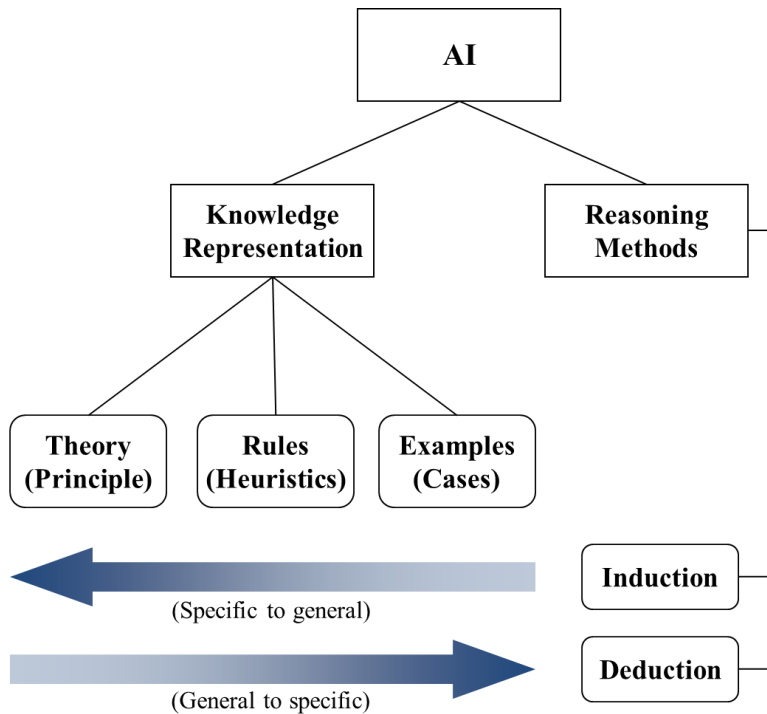 AI
Knowledge
Representation
Reasoning
Methods
Theory
(Principle)
Rules
(Heuristics)
Examples
(Cases)
(Specific to general)
Induction
(General to specific)
Deduction